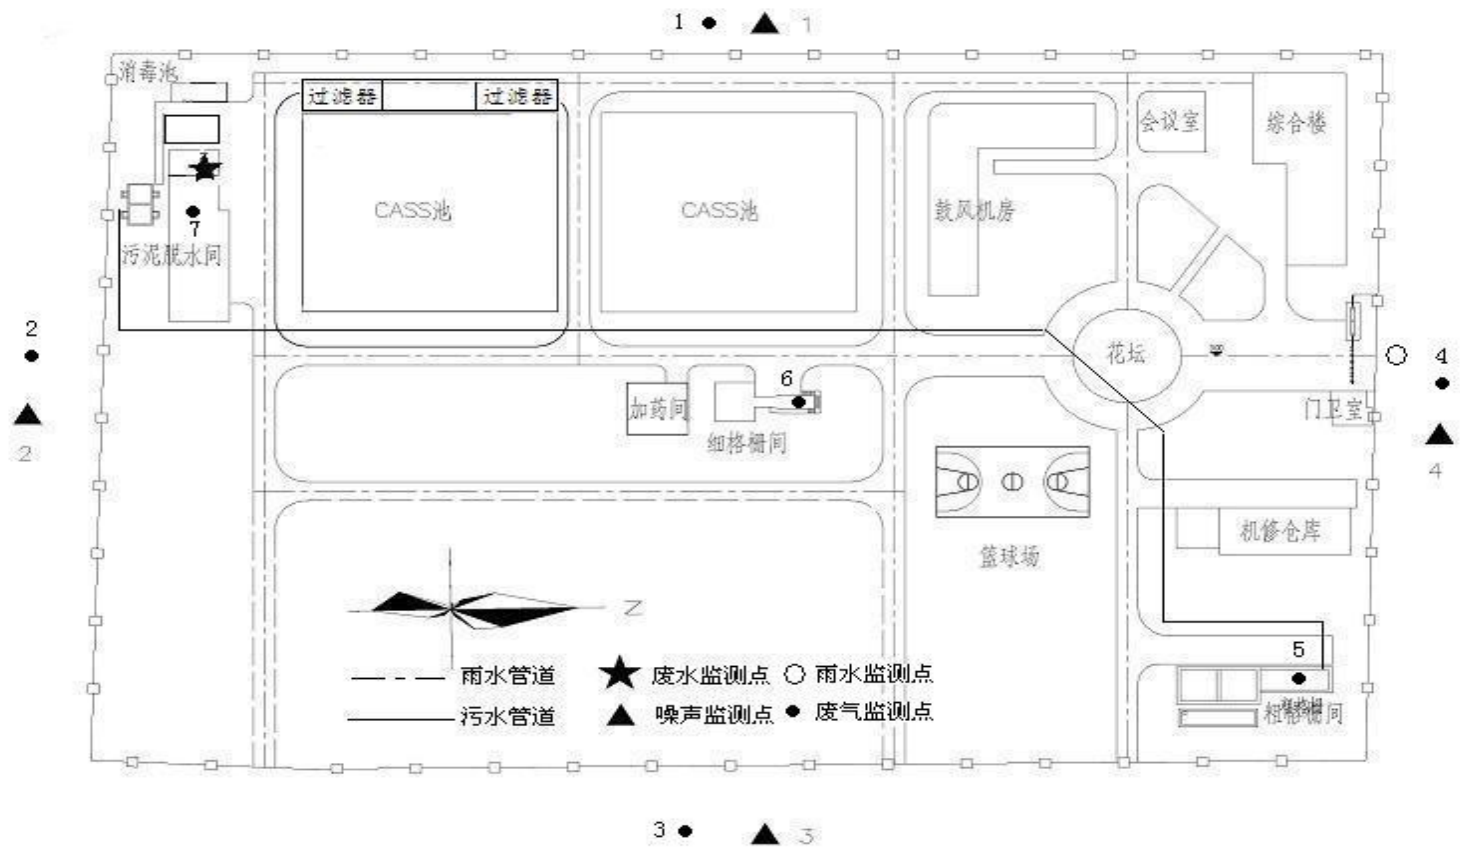 1 1
消毒池
过滤器 过滤器
会议室 综合楼
CASS池 CASS池 鼓风机房
7
污泥脱水间
2
花坛
4
6
加药间
细格栅间
门卫室
2
4
机修仓库
篮球场
Z
5
雨水管道 废水监测点 雨水监测点
污水管道 噪声监测点 废气监测点
粗格栅间
3 3